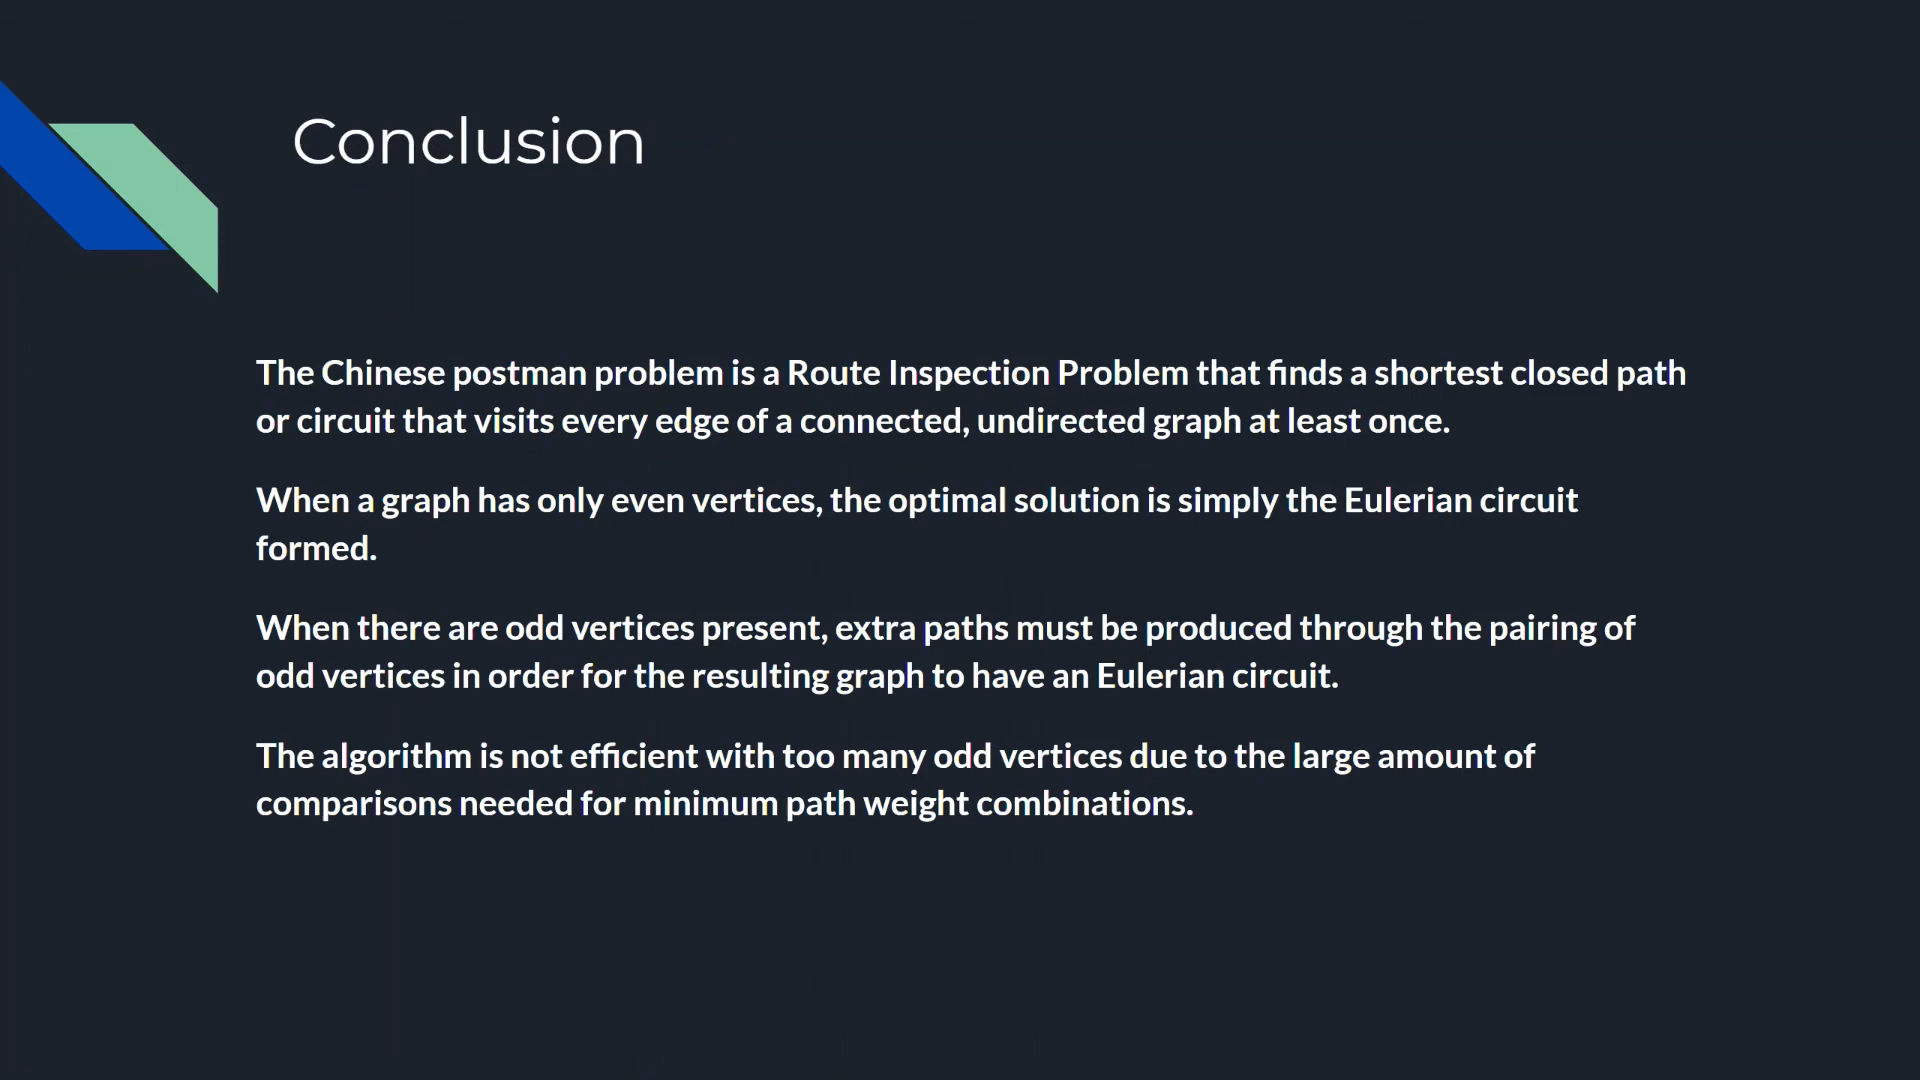 Conclusion
The Chinese postman problem is a Route Inspection Problem that finds a shortest closed path
or circuit that visits every edge of a connected, undirected graph at least once.
When a graph has only even vertices, the optimal solution is simply the Eulerian circuit
formed.
When there are odd vertices present, extra paths must be produced through the pairing of
odd vertices in order for the resulting graph to have an Eulerian circuit.
The algorithm is not efficient with too many odd vertices due to the large amount of
comparisons needed for minimum path weight combinations.